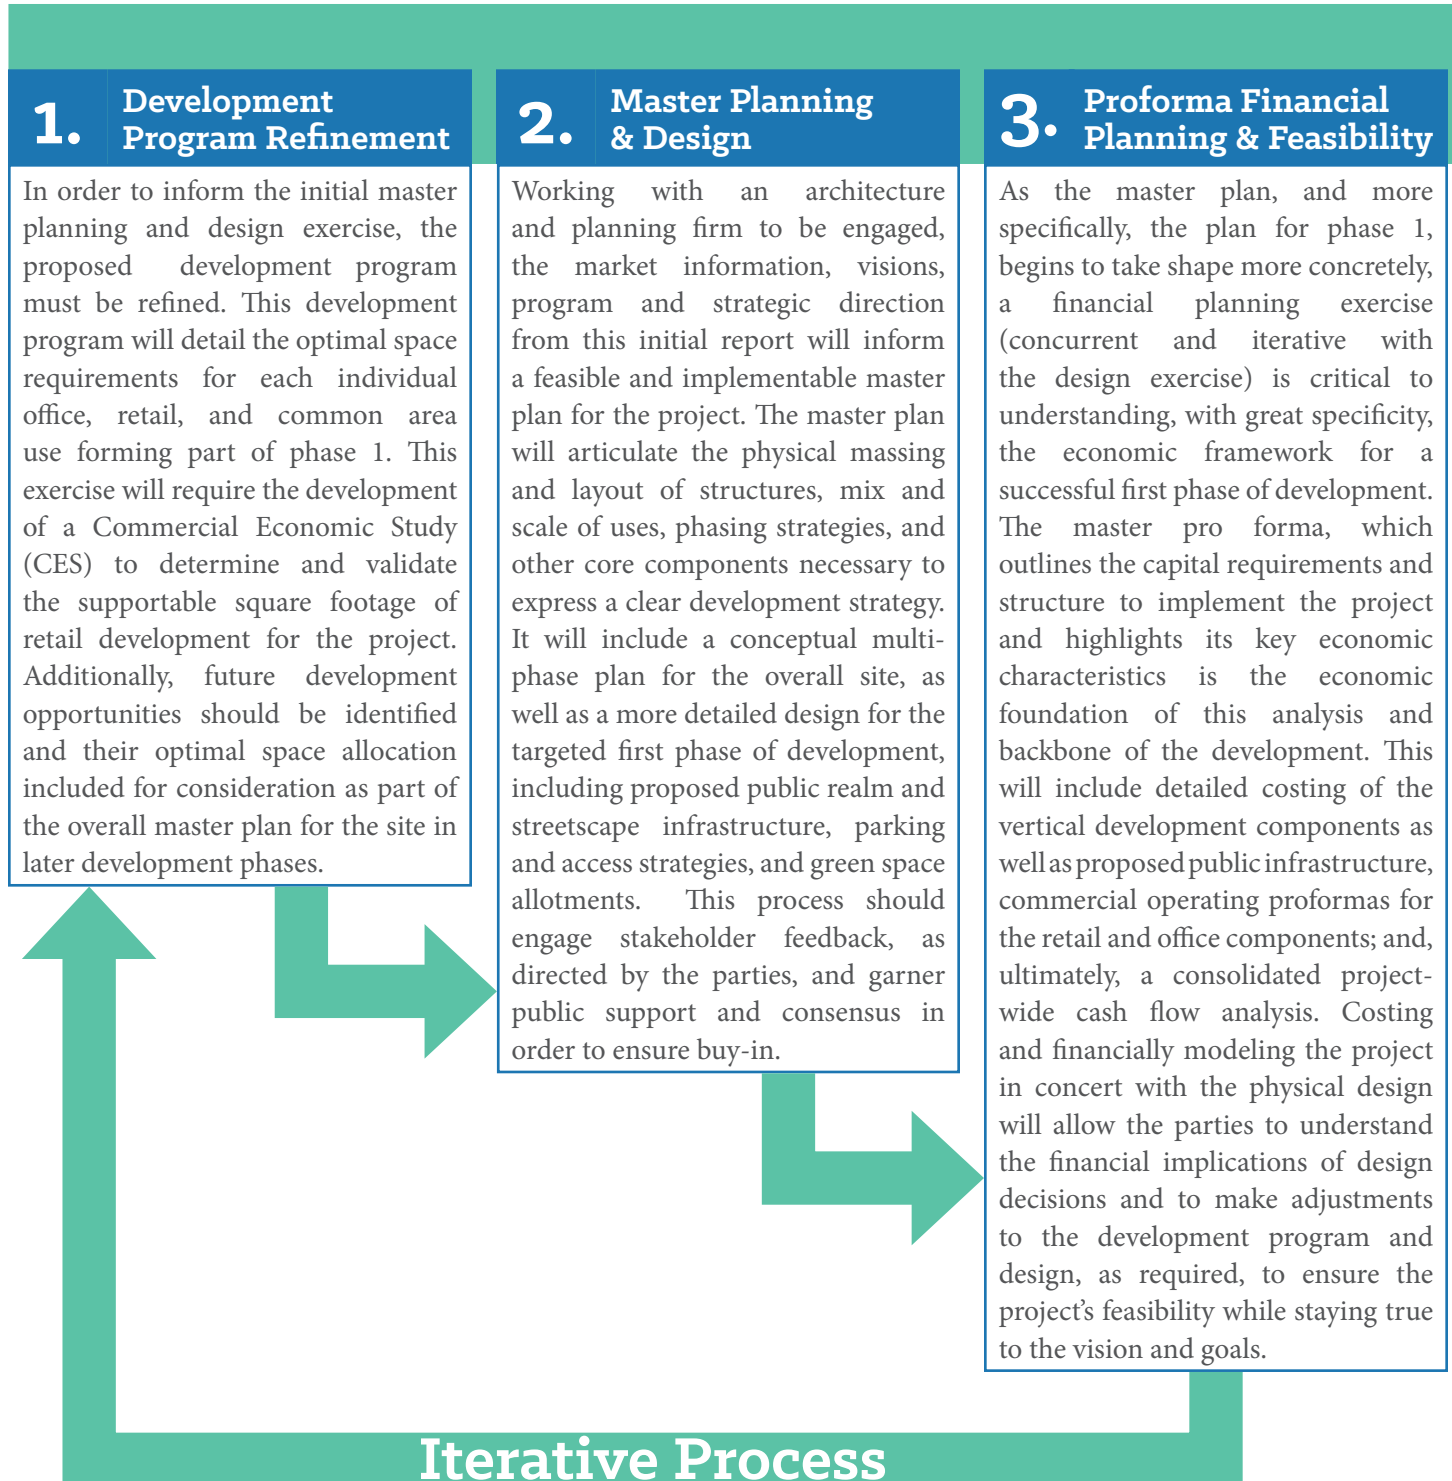 1.
Development
Program Refinement
In order to inform the initial master
planning and design exercise, the
proposed development program
must be refined. This development
program will detail the optimal space
requirements for each individual
office, retail, and common area
use forming part of phase 1. This
exercise will require the development
of a Commercial Economic Study
(CES) to determine and validate
the supportable square footage of
retail development for the project.
Additionally, future development
opportunities should be identified
and their optimal space allocation
included for consideration as part of
the overall master plan for the site in
later development phases.
2.
Master Planning
& Design
Working with an architecture
and planning firm to be engaged,
the market information, visions,
program and strategic direction
from this initial report will inform
a feasible and implementable master
plan for the project. The master plan
will articulate the physical massing
and layout of structures, mix and
scale of uses, phasing strategies, and
other core components necessary to
express a clear development strategy.
It will include a conceptual multi-
phase plan for the overall site, as
well as a more detailed design for the
targeted first phase of development,
including proposed public realm and
streetscape infrastructure, parking
and access strategies, and green space
allotments. This process should
engage stakeholder feedback, as
directed by the parties, and garner
public support and consensus in
order to ensure buy-in.
3.
Proforma Financial
Planning & Feasibility
As the master plan, and more
specifically, the plan for phase 1,
begins to take shape more concretely,
a financial planning exercise
(concurrent and iterative with
the design exercise) is critical to
understanding, with great specificity,
the economic framework for a
successful first phase of development.
The master pro forma, which
outlines the capital requirements and
structure to implement the project
and highlights its key economic
characteristics is the economic
foundation of this analysis and
backbone of the development. This
will include detailed costing of the
vertical development components as
well as proposed public infrastructure,
commercial operating proformas for
the retail and office components; and,
ultimately, a consolidated project-
wide cash flow analysis. Costing
and financially modeling the project
in concert with the physical design
will allow the parties to understand
the financial implications of design
decisions and to make adjustments
to the development program and
design, as required, to ensure the
project’s feasibility while staying true
to the vision and goals.
Iterative Process